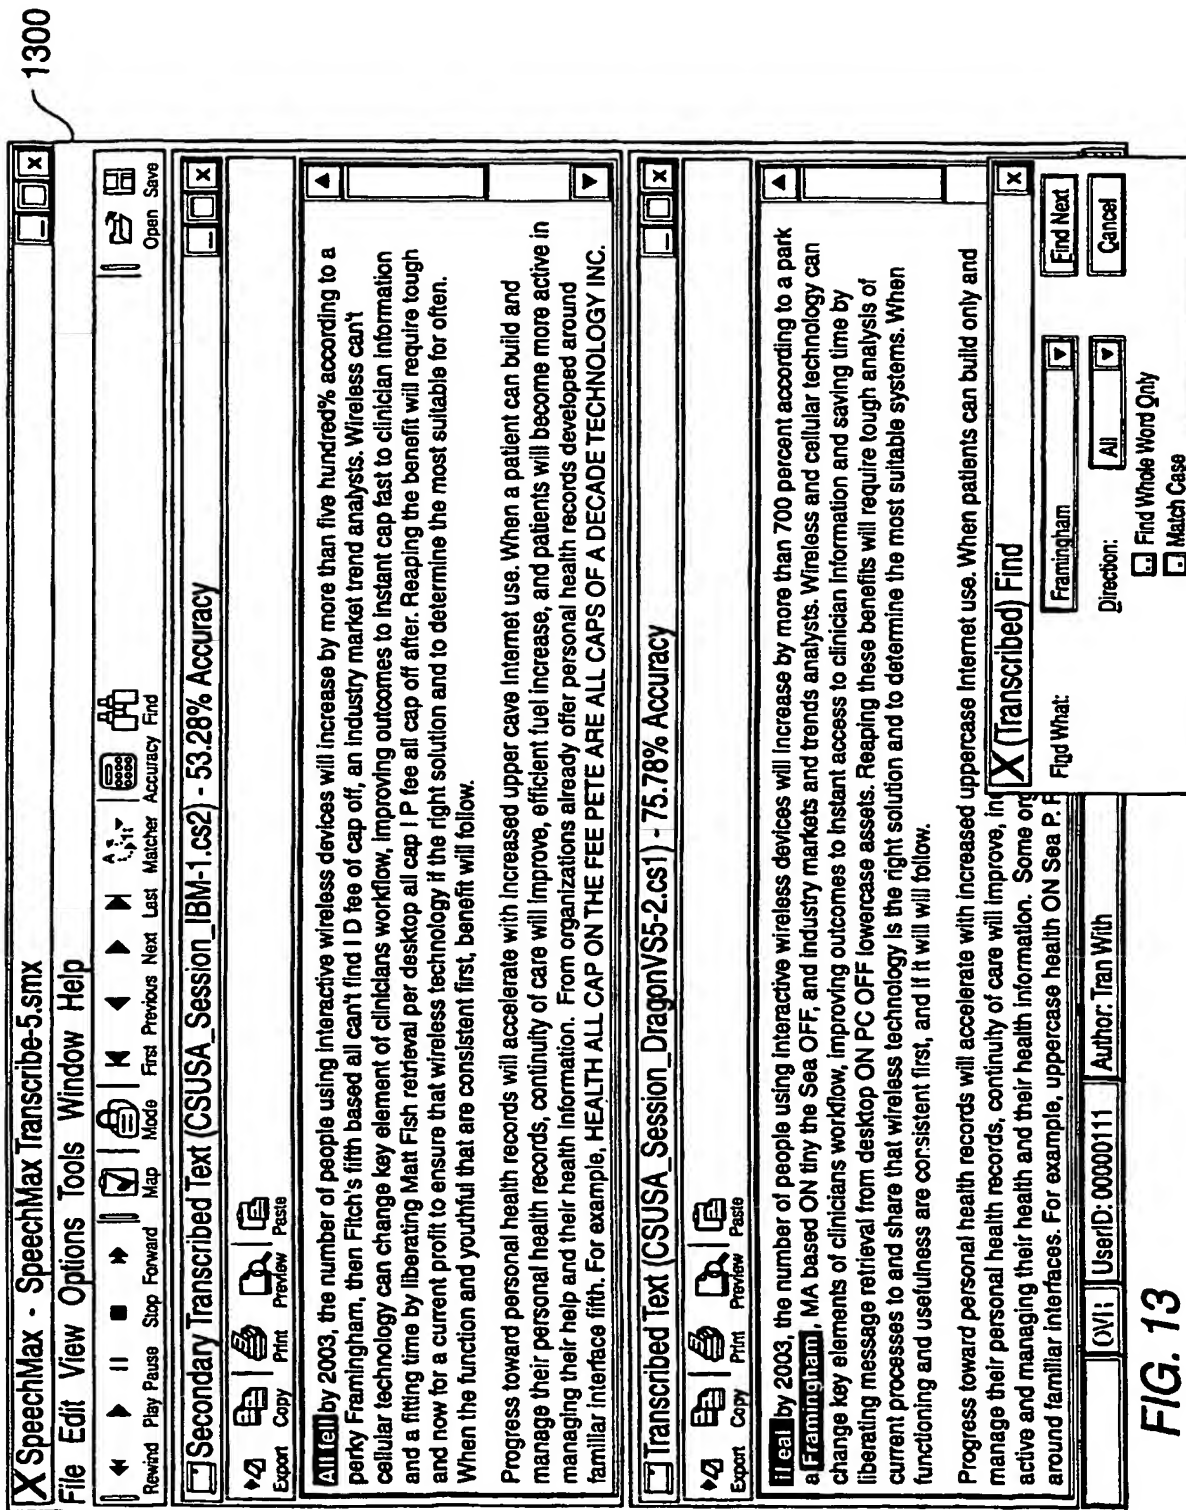 1300
SpeechMax - SpeechMax Transcribe-5.smx
File Edit View Options Tools Window Help
Rewind Play Pause Stop Forward Map Mode First Previous Next Last Matcher Accuracy Find Open Save
Secondary Transcribed Text (CSUSA_Session_IBM-1.cs2) - 53.28% Accuracy
Export Copy Print Preview Paste
All fell by 2003, the number of people using interactive wireless devices will increase by more than five hundred% according to a
perky Framingham, then Fitch's fifth based all can't find I D fee of cap off, an industry market trend analysts. Wireless can't
cellular technology can change key element of clinicians workflow, improving outcomes to instant cap fast to clinician information
and a fitting time by liberating Matt Fish retrieval per desktop all cap I P fee all cap off after. Reaping the benefit will require tough
and now for a current profit to ensure that wireless technology if the right solution and to determine the most suitable for often.
When the function and youthful that are consistent first, benefit will follow.
Progress toward personal health records will accelerate with increased upper cave Internet use. When a patient can build and
manage their personal health records, continuity of care will improve, efficient fuel increase, and patients will become more active in
managing their help and their health information. From organizations already offer personal health records developed around
familiar interface fifth. For example, HEALTH ALL CAP ON THE FEE PETE ARE ALL CAPS OF A DECADE TECHNOLOGY INC.
Transcribed Text (CSUSA_Session_DragonVS5-2.cs1) - 75.78% Accuracy
Export Copy Print Preview Paste
If eal by 2003, the number of people using interactive wireless devices will increase by more than 700 percent according to a park
a Framingham, MA based ON tiny the Sea OFF, and industry markets and trends analysts. Wireless and cellular technology can
change key elements of clinicians workflow, improving outcomes to instant access to clinician information and saving time by
liberating message retrieval from desktop ON PC OFF lowercase assets. Reaping these benefits will require tough analysis of
current processes to and share that wireless technology is the right solution and to determine the most suitable systems. When
functioning and usefulness are consistent first, and if it will follow.
Progress toward personal health records will accelerate with increased uppercase Internet use. When patients can build only and
manage their personal health records, continuity of care will improve, inc
active and managing their health and their health information. Some org
around familiar interfaces. For example, uppercase health ON Sea P. F
(Transcribed) Find
Find What: Framingham Find Next
Direction: All Cancel
Find Whole Word Only
Match Case
OVI: UserID: 00000111 Author: Tran With
FIG. 13